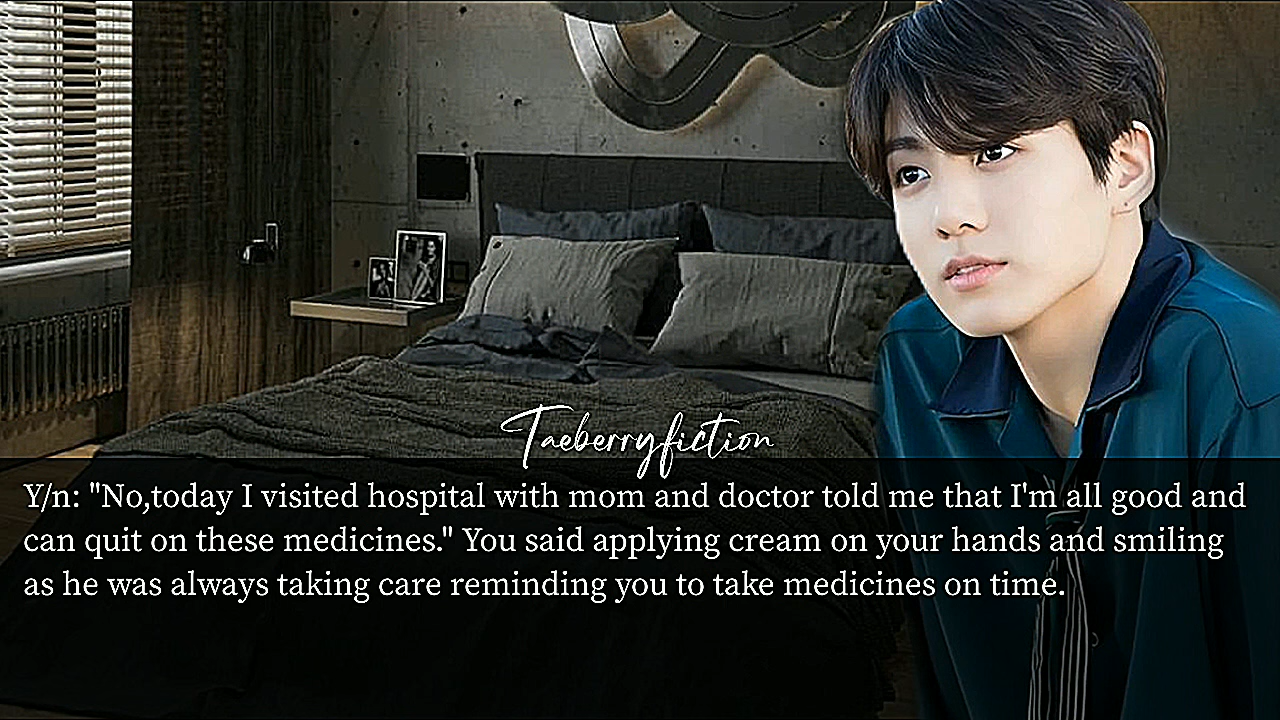 Taeberryfiction
Y/n: "No,today I visited hospital with mom and doctor told me that I'm all good and
can quit on these medicines." You said applying cream on your hands and smiling
as he was always taking care reminding you to take medicines on time.